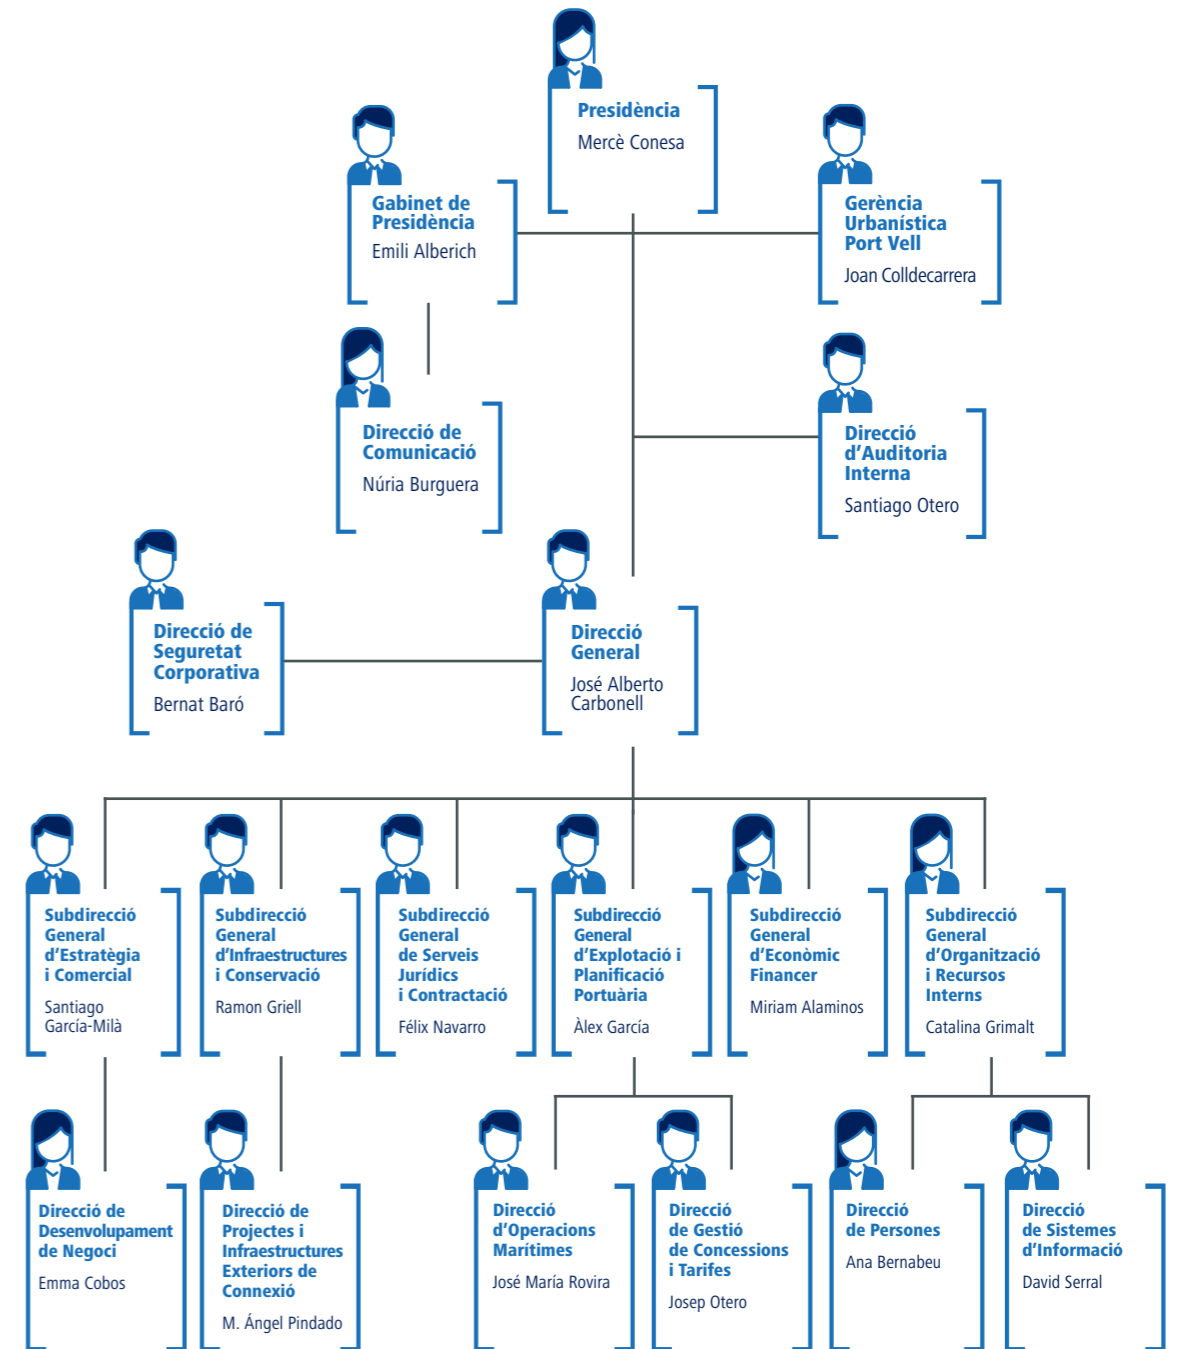 Presidència
Mercè Conesa
Gabinet de
Presidència
Emili Alberich
Gerència
Urbanística
Port Vell
Joan Colldecarrera
Direcció de
Comunicació
Núria Burguera
Direcció
d'Auditoria
Interna
Santiago Otero
Direcció de
Seguretat
Corporativa
Bernat Baró
Direcció
General
José Alberto
Carbonell
Subdirecció
General
d'Estratègia
i Comercial
Santiago
García-Milà
Subdirecció
General
d'Infraestructures
i Conservació
Ramon Griell
Subdirecció
General
de Serveis
Jurídics
i Contractació
Félix Navarro
Subdirecció
General
d'Explotació i
Planificació
Portuària
Àlex García
Subdirecció
General
d'Econòmic
Financer
Miriam Alaminos
Subdirecció
General
d'Organització
i Recursos
Interns
Catalina Grimalt
Direcció de
Desenvolupament
de Negoci
Emma Cobos
Direcció de
Projectes i
Infraestructures
Exteriors de
Connexió
M. Ángel Pindado
Direcció
d'Operacions
Marítimes
José María Rovira
Direcció
de Gestió
de Concessions
i Tarifes
Josep Otero
Direcció
de Persones
Ana Bernabeu
Direcció
de Sistemes
d'Informació
David Serral